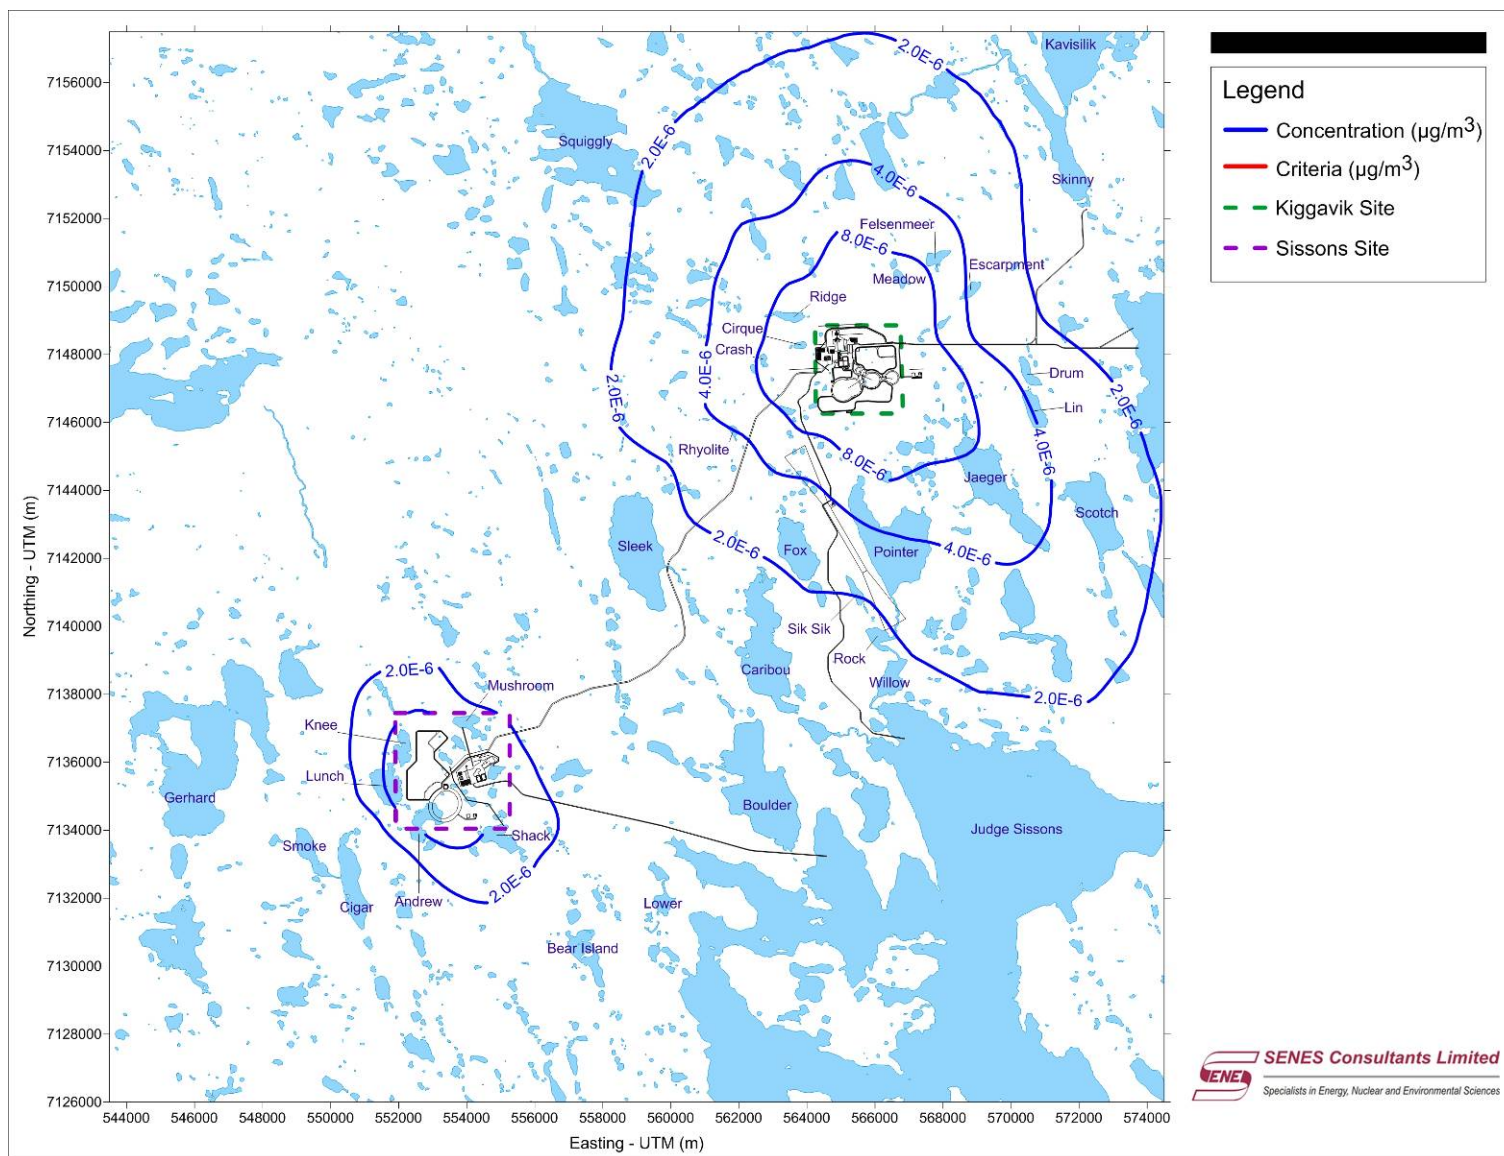 Legend
Concentration (µg/m3)
Criteria (µg/m3)
Kiggavik Site
Sissons Site
7156000
7154000
7152000
7150000
7148000
7146000
7144000
7142000
7140000
7138000
7136000
7134000
7132000
7130000
7128000
7126000
Northing - UTM (m)
544000 546000 548000 550000 552000 554000 556000 558000 560000 562000 564000 566000 568000 570000 572000 574000
Easting - UTM (m)
Kavisilik
2.0E-6
Squiggly
2.0E-6
Skinny
4.0E-6
Felsenmeer
8.0E-6
Escarpment
Meadow
Ridge
Cirque
Crash
Drum
4.0E-6
2.0E-6
2.0E-6
Lin
4.0E-6
Rhyolite
8.0E-6
Jaeger
Scotch
Sleek
2.0E-6
Fox
Pointer
4.0E-6
Sik Sik
Rock
Caribou
Willow
2.0E-6
2.0E-6
Mushroom
Knee
Lunch
Gerhard
Boulder
Judge Sissons
Shack
Smoke
2.0E-6
Andrew
Cigar
Lower
Bear Island
SENES
SENES Consultants Limited
Specialists in Energy, Nuclear and Environmental Sciences